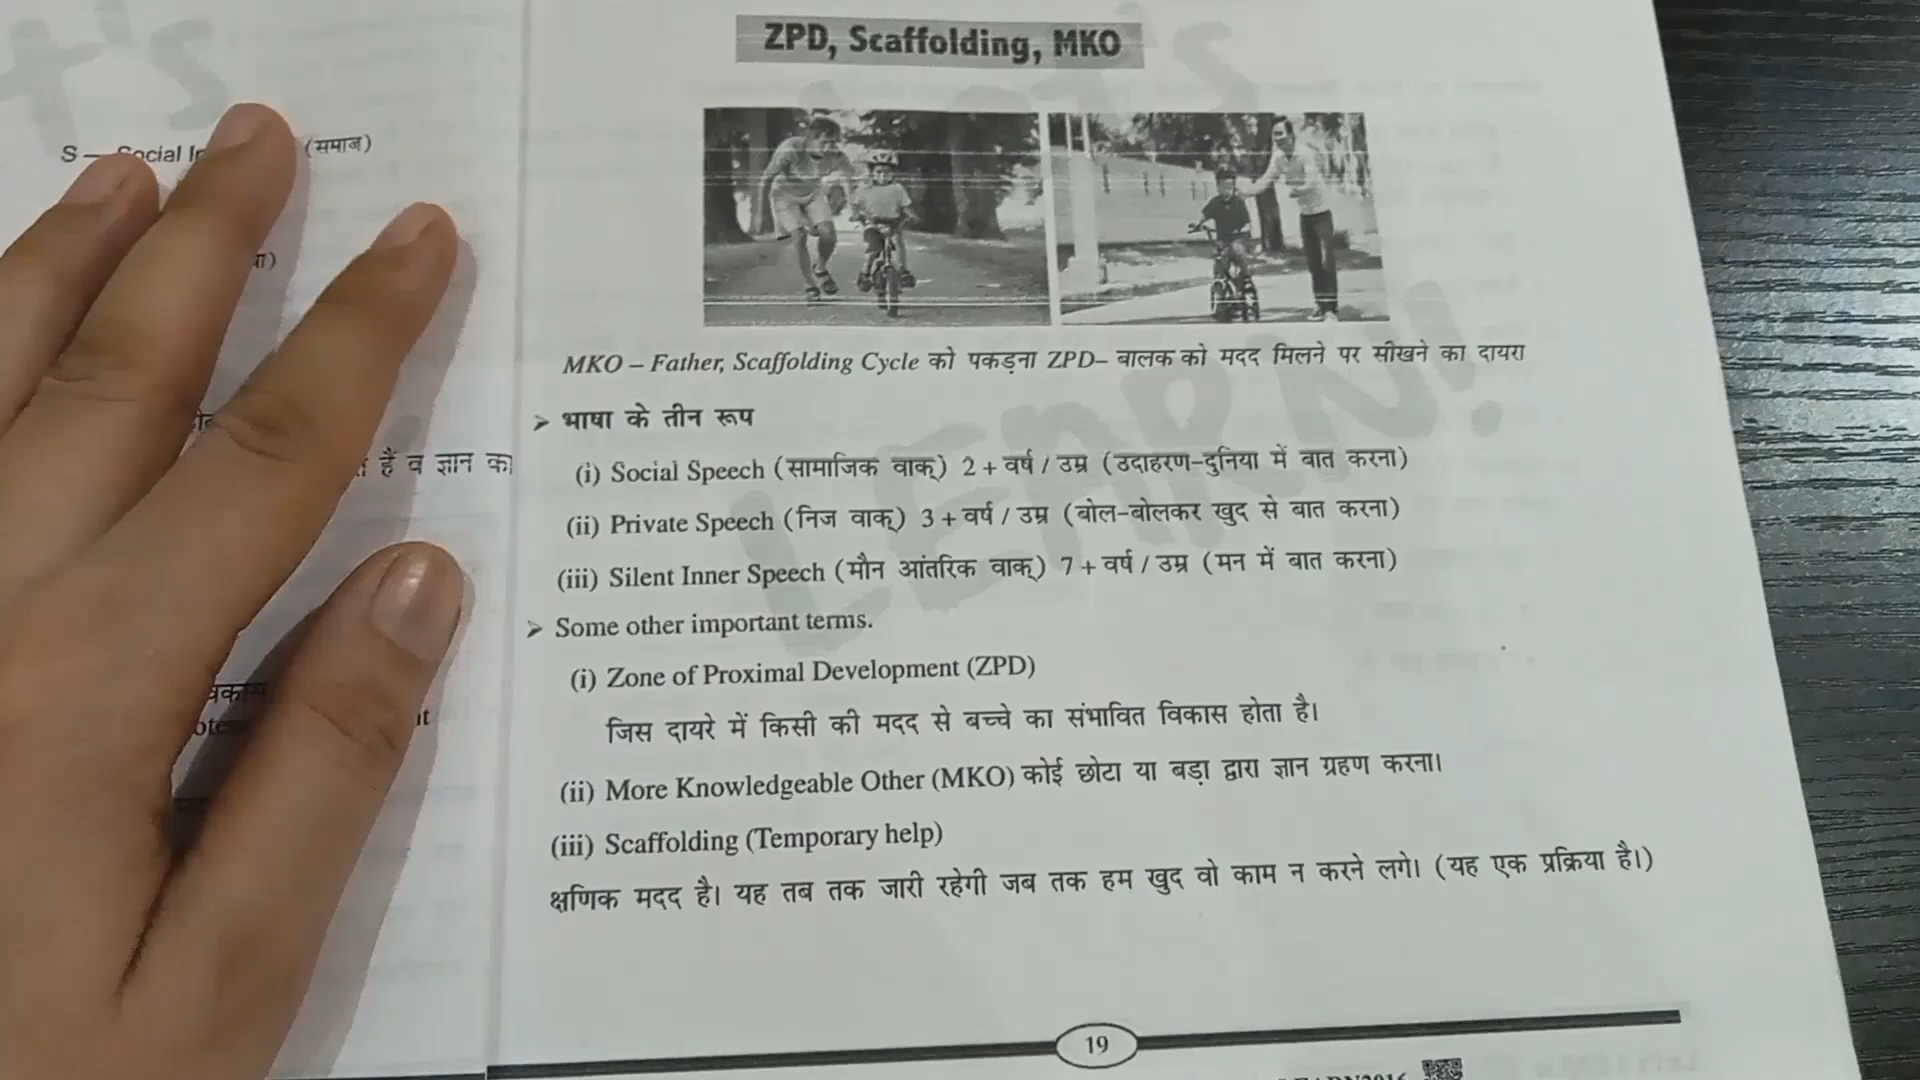 S — Social (समाज)
हैं व ज्ञान का
ZPD, Scaffolding, MKO
MKO – Father, Scaffolding Cycle को पकड़ना ZPD– बालक को मदद मिलने पर सीखने का दायरा
➢ भाषा के तीन रूप
(i) Social Speech (सामाजिक वाक्) 2 + वर्ष / उम्र (उदाहरण-दुनिया में बात करना)
(ii) Private Speech (निज वाक्) 3 + वर्ष / उम्र (बोल-बोलकर खुद से बात करना)
(iii) Silent Inner Speech (मौन आंतरिक वाक्) 7 + वर्ष / उम्र (मन में बात करना)
➢ Some other important terms.
(i) Zone of Proximal Development (ZPD)
जिस दायरे में किसी की मदद से बच्चे का संभावित विकास होता है।
(ii) More Knowledgeable Other (MKO) कोई छोटा या बड़ा द्वारा ज्ञान ग्रहण करना।
(iii) Scaffolding (Temporary help)
क्षणिक मदद है। यह तब तक जारी रहेगी जब तक हम खुद वो काम न करने लगे। (यह एक प्रक्रिया है।)
19
LET'S LEARN!